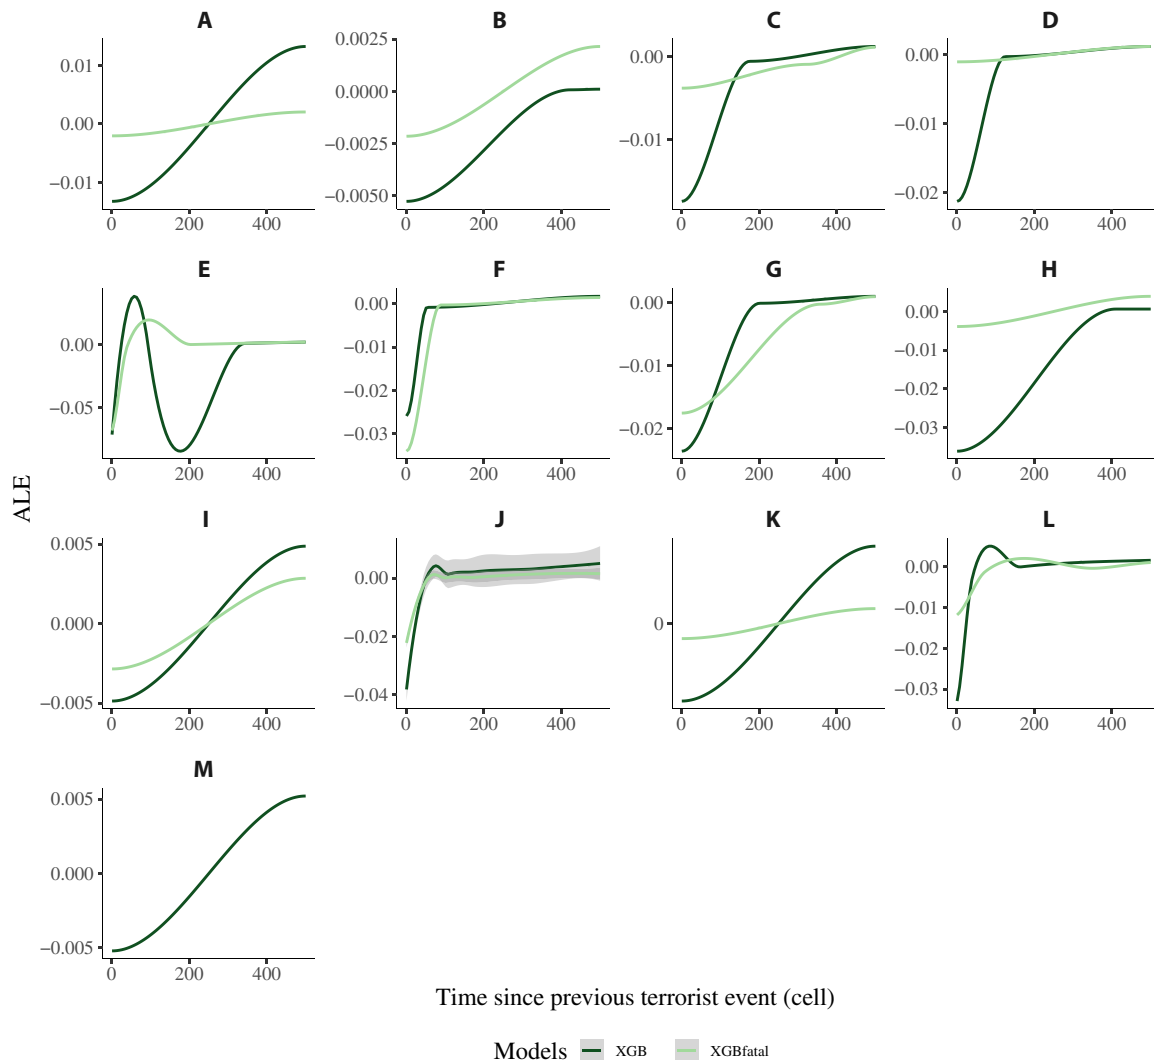 A B C D
0.01 0.0025 0.00 0.00
0.00 0.0000
−0.01 −0.0025 −0.01 −0.01
−0.0050 −0.02
0 200 400 0 200 400 0 200 400 0 200 400
E F G H
0.00 0.00 0.00 0.00
−0.05 −0.01 −0.01 −0.01
−0.02 −0.02 −0.02
−0.03 −0.03
0 200 400 0 200 400 0 200 400 0 200 400
ALE
I J K L
0.005 0.00 0 0.00
0.000 −0.02 −0.01
−0.005 −0.04 −0.02
−0.03
0 200 400 0 200 400 0 200 400 0 200 400
M
0.005
0.000
−0.005
0 200 400
Time since previous terrorist event (cell)
Models XGB XGBfatal